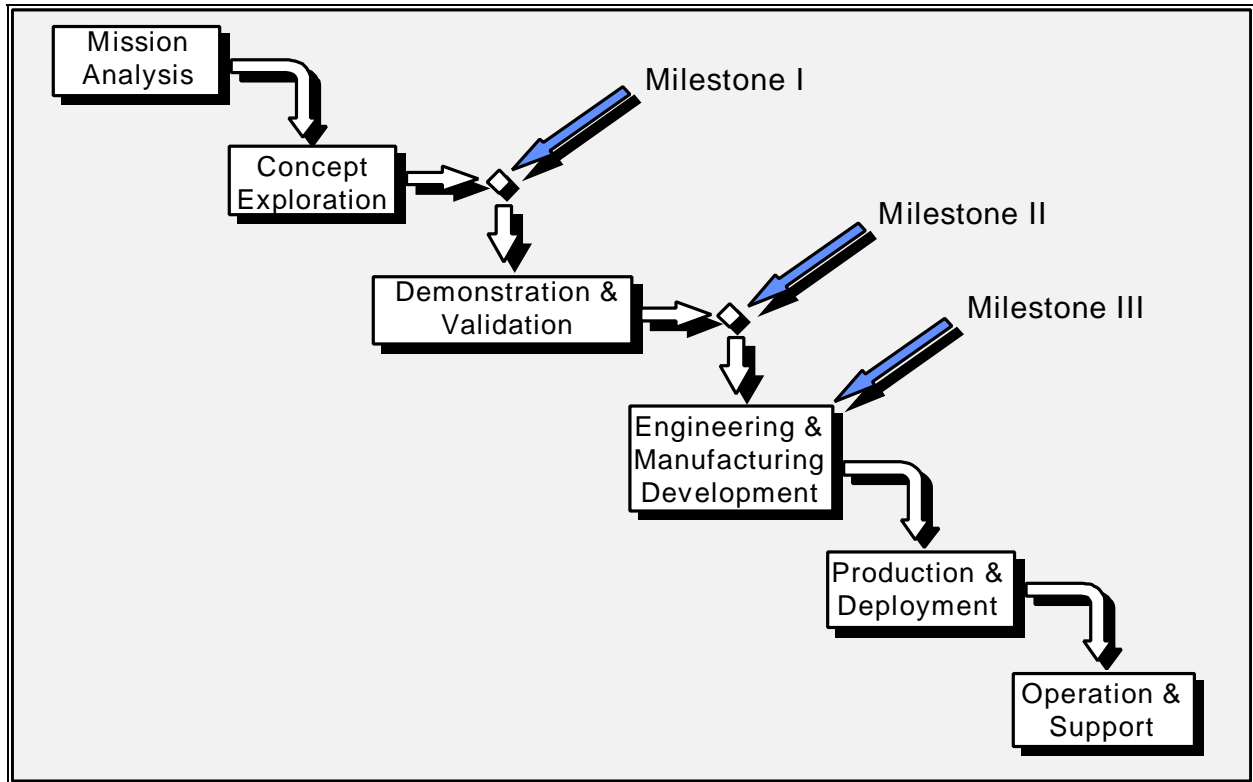 Mission
Analysis
Milestone I
Concept
Exploration
Milestone II
Demonstration &
Validation
Milestone III
Engineering &
Manufacturing
Development
Production &
Deployment
Operation &
Support